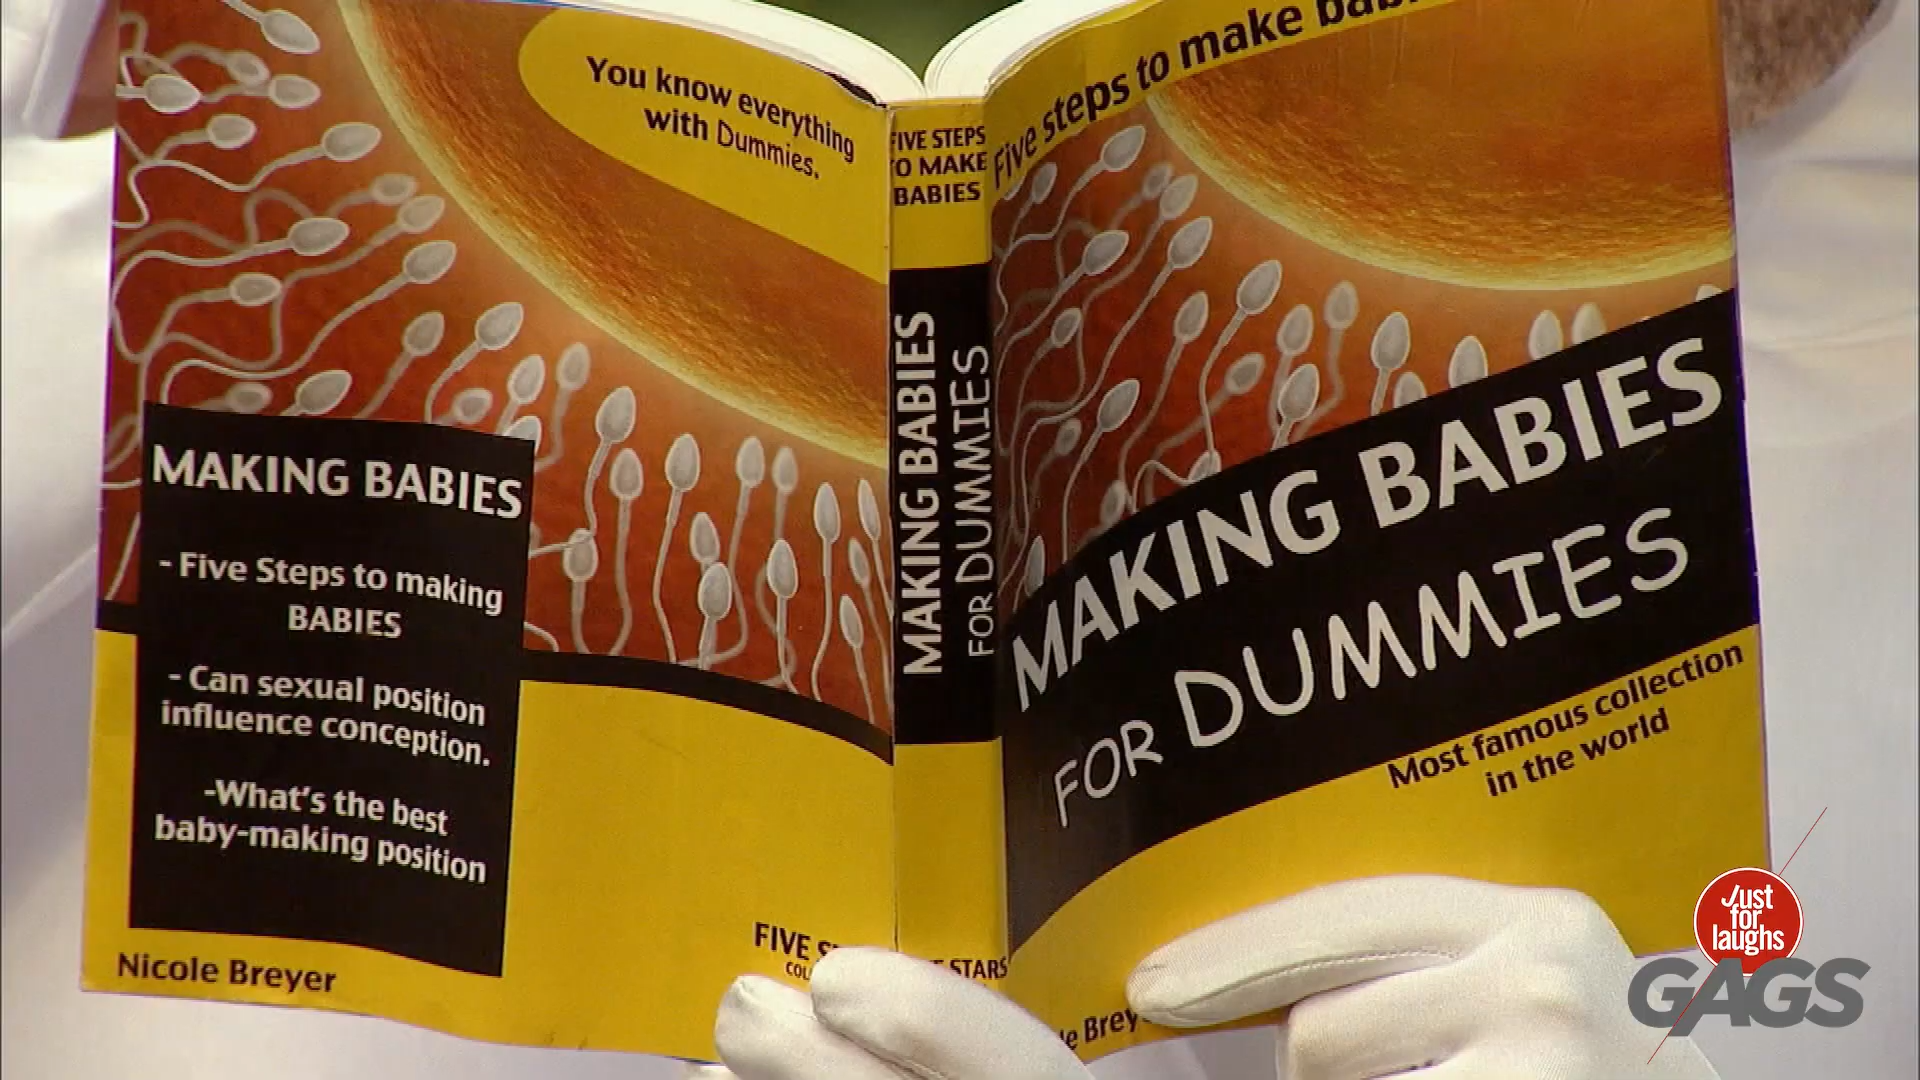 You know everything
with Dummies.
MAKING BABIES
- Five Steps to making
BABIES
- Can sexual position
influence conception.
-What's the best
baby-making position
Nicole Breyer
FIVE
FIVE STEPS
TO MAKE
BABIES
MAKING BABIES
FOR DUMMIES
STARS
Five steps to make
MAKING BABIES
FOR DUMMIES
Most famous collection
in the world
Just
for
laughs
GAGS